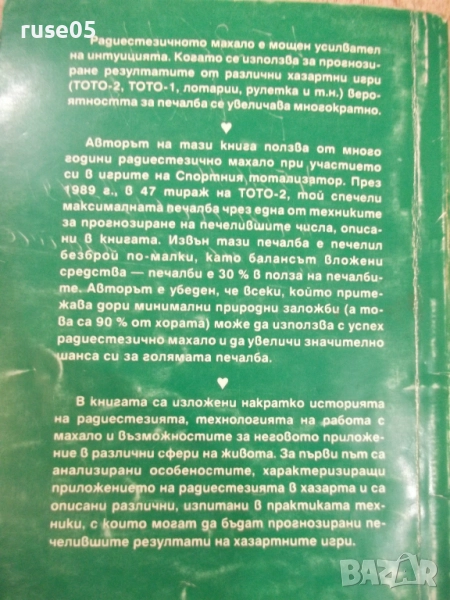 ruse05
Радиестезичното махало е мощен усилвател
на интуицията. Когато се използва за прогнози-
ране резултатите от различни хазартни игри
(ТОТО-2, ТОТО-1, лотарии, рулетка и т.н.) веро-
ятността за печалба се увеличава многократно.
♥
Авторът на тази книга ползва от много
години радиестезично махало при участието
си в игрите на Спортния тотализатор. През
1989 г., в 47 тираж на ТОТО-2, той спечели
максималната печалба чрез една от техниките
за прогнозиране на печелившите числа, описа-
ни в книгата. Извън тази печалба е печелил
безброй по-малки, като балансът вложени
средства — печалби е 30 % в полза на печалби-
те. Авторът е убеден, че всеки, който прите-
жава дори минимални природни заложби (а то-
ва са 90 % от хората) може да използва с успех
радиестезично махало и да увеличи значително
шанса си за голямата печалба.
♥
В книгата са изложени накратко историята
на радиестезията, технологията на работа с
махало и възможностите за неговото приложе-
ние в различни сфери на живота. За първи път са
анализирани особеностите, характеризиращи
приложението на радиестезията в хазарта и са
описани различни, изпитани в практиката тех-
ники, с които могат да бъдат прогнозирани пе-
челившите резултати на хазартните игри.
BAZAR